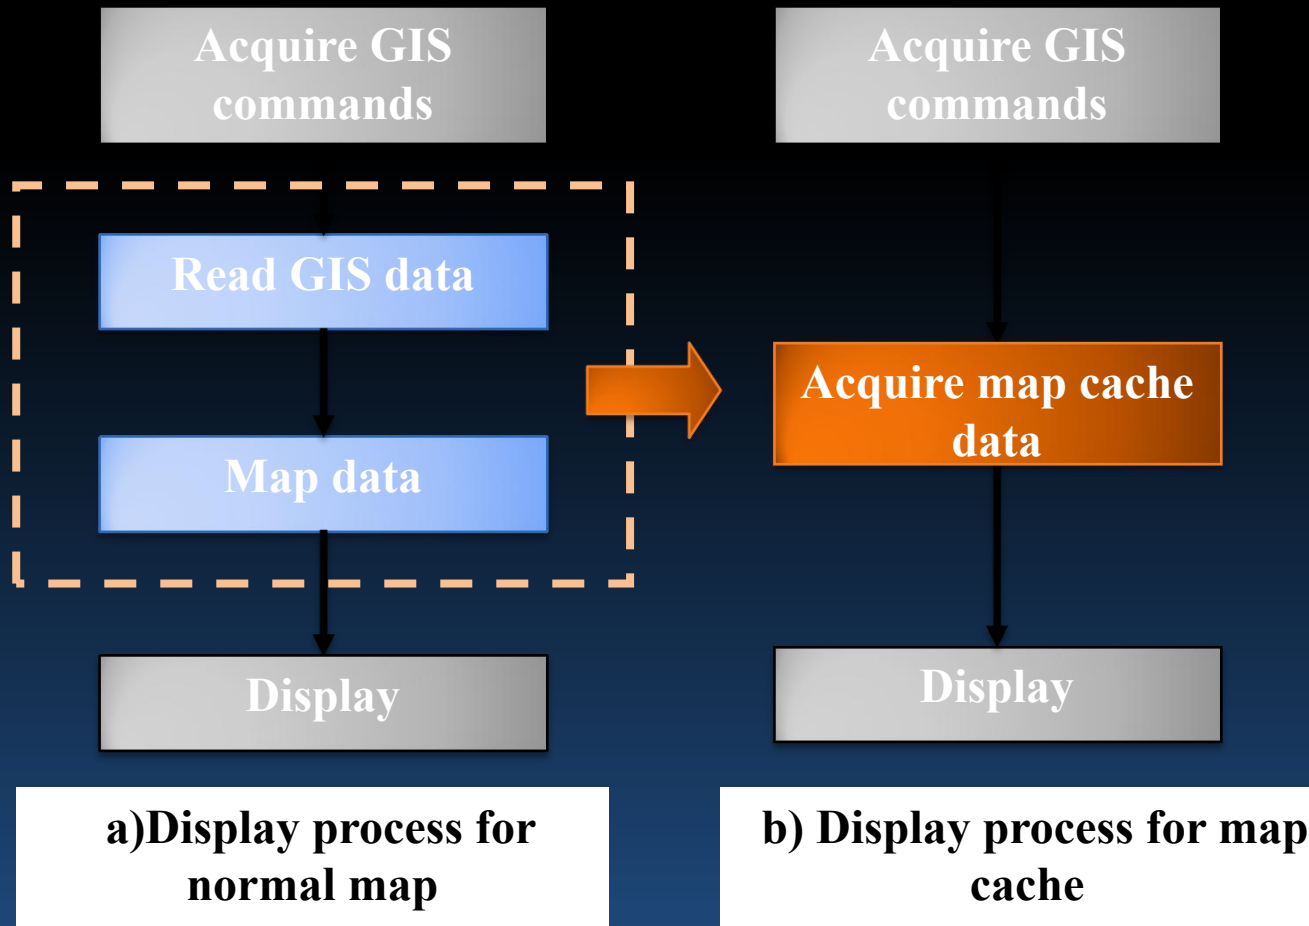 Acquire GIS
commands
Read GIS data
Map data
Display
a)Display process for
normal map
Acquire GIS
commands
Acquire map cache
data
Display
b) Display process for map
cache